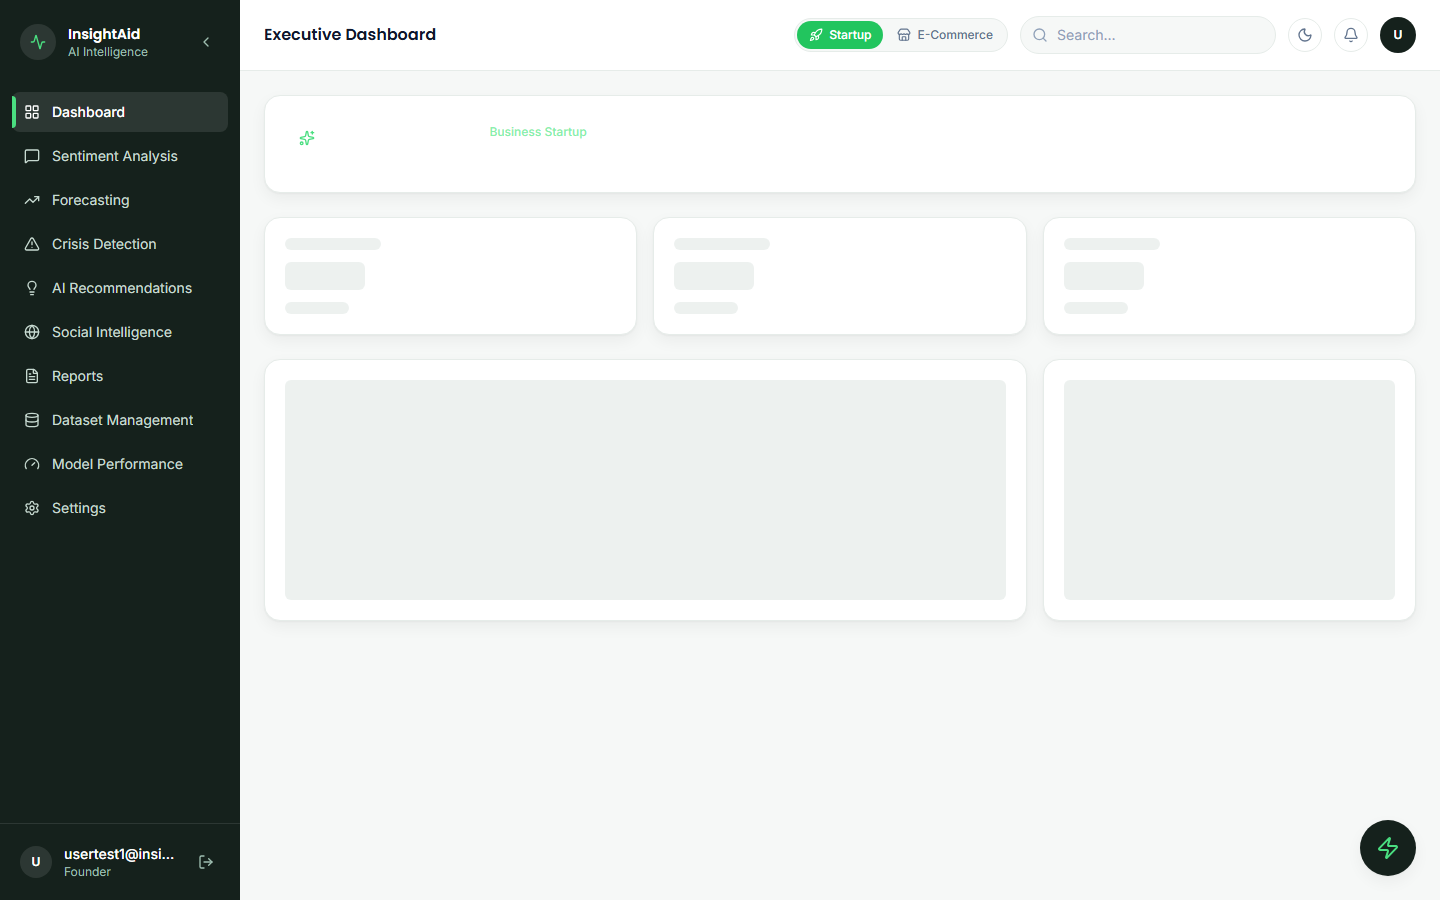 InsightAid
AI Intelligence
Dashboard
Sentiment Analysis
Forecasting
Crisis Detection
AI Recommendations
Social Intelligence
Reports
Dataset Management
Model Performance
Settings
U
usertest1@insi...
Founder
Executive Dashboard
Startup
E-Commerce
Search...
U
Business Startup